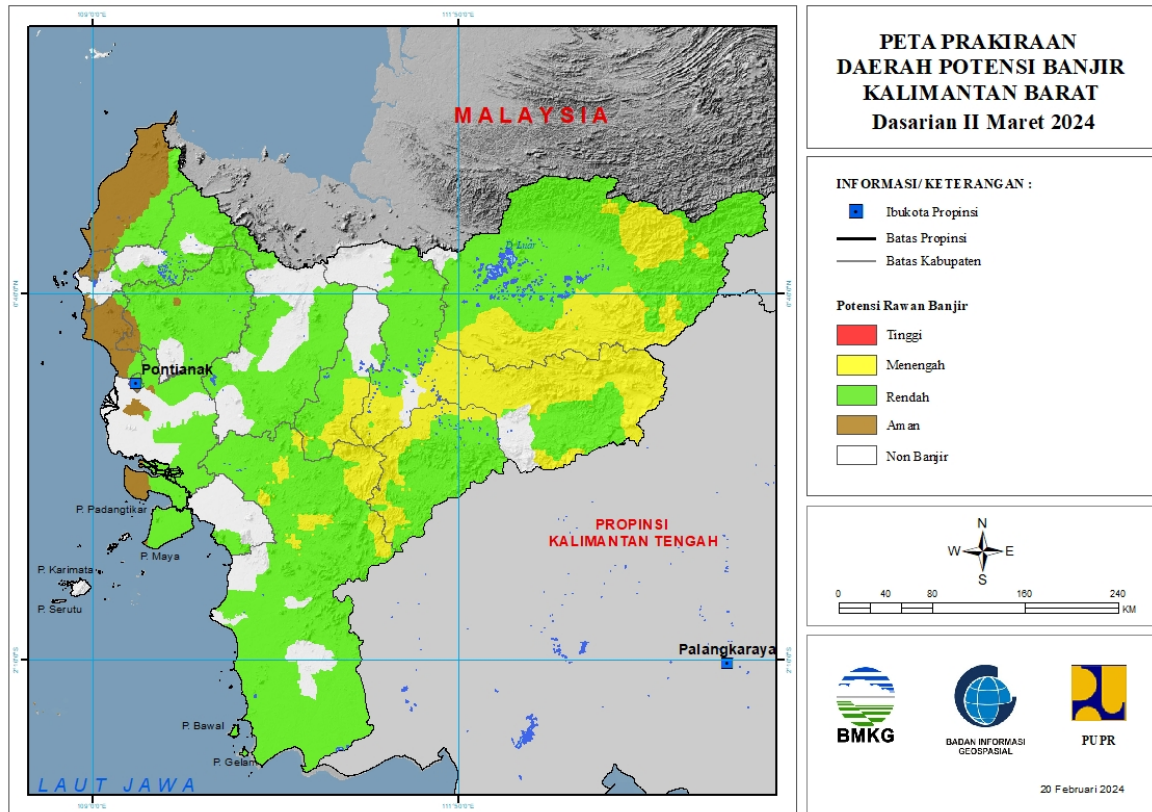 PETA PRAKIRAAN
DAERAH POTENSI BANJIR
KALIMANTAN BARAT
Dasarian II Maret 2024
INFORMASI/ KETERANGAN :
Ibukota Propinsi
Batas Propinsi
Batas Kabupaten
Potensi Rawan Banjir
Tinggi
Menengah
Rendah
Aman
Non Banjir
N
W E
S
0 40 80 160 240
KM
BMKG
BADAN INFORMASI
GEOSPASIAL
PUPR
20 Februari 2024
MALAYSIA
Pontianak
P. Padangtikar
P. Maya
P. Karimata
P. Serutu
PROPINSI
KALIMANTAN TENGAH
Palangkaraya
P. Bawal
P. Gelam
LAUT JAWA